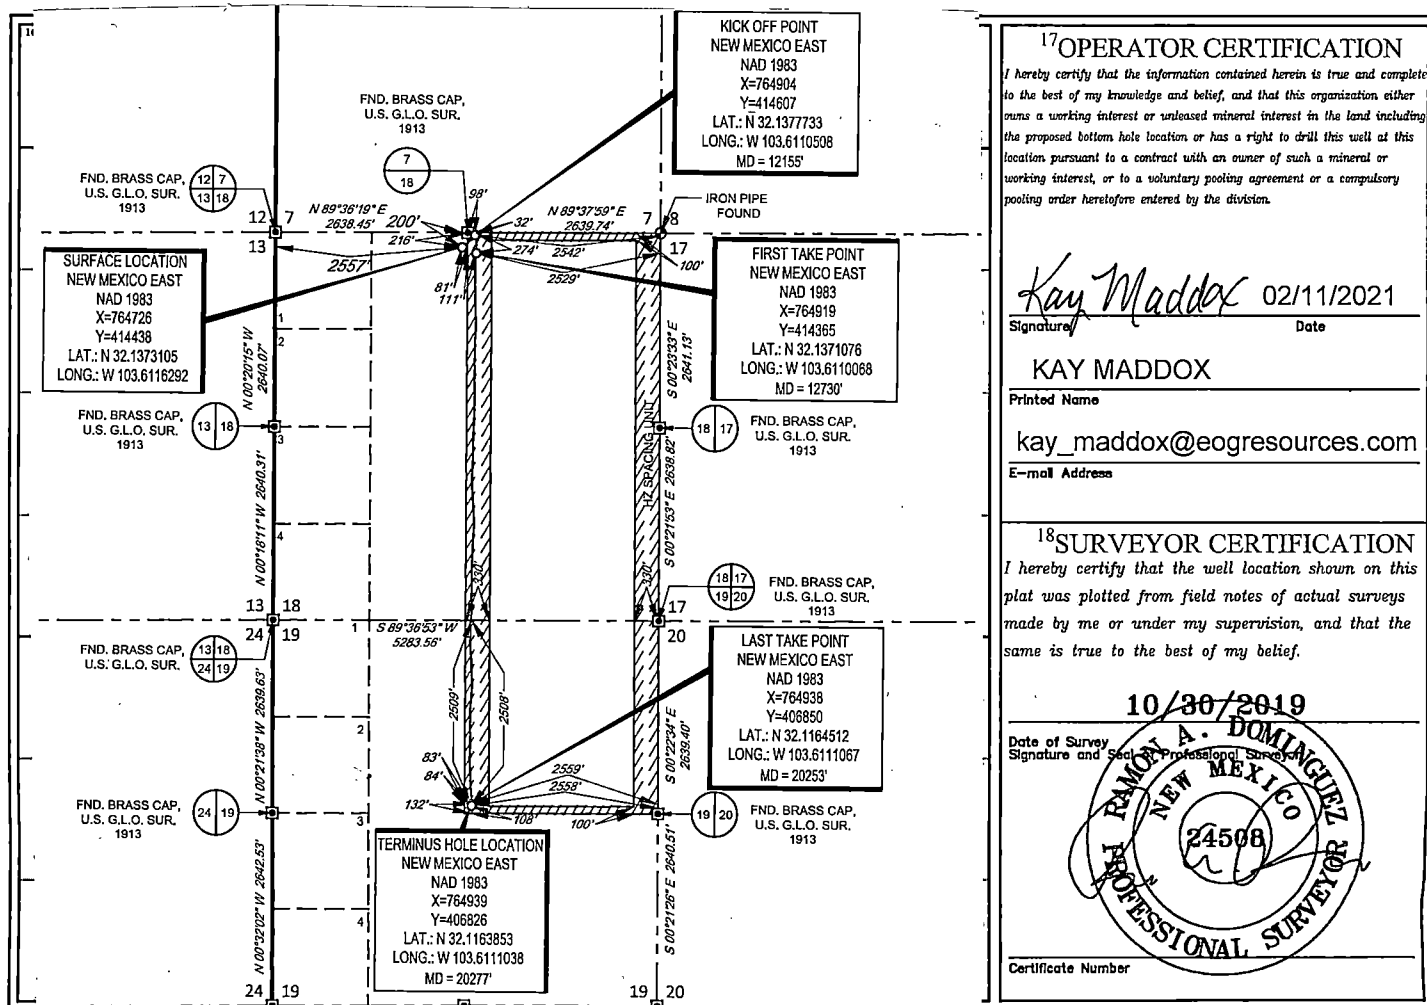 KICK OFF POINT
NEW MEXICO EAST
NAD 1983
X=764904
Y=414607
LAT.: N 32.1377733
LONG.: W 103.6110508
MD = 12155'
FND. BRASS CAP,
U.S. G.L.O. SUR.
1913
7
18
FND. BRASS CAP,
U.S. G.L.O. SUR.
1913
12 7
13 18
98'
IRON PIPE
FOUND
N 89°36'19" E
2638.45'
200'
32'
N 89°37'59" E
2639.74'
12 7
7 8
13
17
216'
274'
2542'
2557'
2529'
100'
81'
111'
SURFACE LOCATION
NEW MEXICO EAST
NAD 1983
X=764726
Y=414438
LAT.: N 32.1373105
LONG.: W 103.6116292
FIRST TAKE POINT
NEW MEXICO EAST
NAD 1983
X=764919
Y=414365
LAT.: N 32.1371076
LONG.: W 103.6110068
MD = 12730'
1
2
N 00°20'15" W
2640.07'
S 00°23'33" E
2641.13'
FND. BRASS CAP,
U.S. G.L.O. SUR.
1913
13 18
3
HZ SPACING UNIT
18 17
FND. BRASS CAP,
U.S. G.L.O. SUR.
1913
N 00°18'11" W 2640.31'
S 00°21'53" E 2638.82'
4
330'
330'
18 17
19 20
FND. BRASS CAP,
U.S. G.L.O. SUR.
1913
13 18
17
24 19
1
S 89°36'53" W
5283.56'
20
FND. BRASS CAP,
U.S. G.L.O. SUR.
13 18
24 19
LAST TAKE POINT
NEW MEXICO EAST
NAD 1983
X=764938
Y=406850
LAT.: N 32.1164512
LONG.: W 103.6111067
MD = 20253'
N 00°21'38" W 2639.63'
2509'
2508'
S 00°22'34" E
2639.40'
2
83'
84'
2559'
2558'
132'
108'
100'
FND. BRASS CAP,
U.S. G.L.O. SUR.
1913
24 19
3
19 20
FND. BRASS CAP,
U.S. G.L.O. SUR.
1913
TERMINUS HOLE LOCATION
NEW MEXICO EAST
NAD 1983
X=764939
Y=406826
LAT.: N 32.1163853
LONG.: W 103.6111038
MD = 20277'
N 00°32'02" W 2642.53'
S 00°21'26" E 2640.51'
4
24 19
19 20
17 OPERATOR CERTIFICATION
I hereby certify that the information contained herein is true and complete
to the best of my knowledge and belief, and that this organization either
owns a working interest or unleased mineral interest in the land including
the proposed bottom hole location or has a right to drill this well at this
location pursuant to a contract with an owner of such a mineral or
working interest, or to a voluntary pooling agreement or a compulsory
pooling order heretofore entered by the division.
Kay Maddox 02/11/2021
Signature Date
KAY MADDOX
Printed Name
kay_maddox@eogresources.com
E-mail Address
18 SURVEYOR CERTIFICATION
I hereby certify that the well location shown on this
plat was plotted from field notes of actual surveys
made by me or under my supervision, and that the
same is true to the best of my belief.
10/30/2019
Date of Survey
Signature and Seal of Professional Surveyor
RAMON A. DOMINGUEZ
NEW MEXICO
24508
PROFESSIONAL SURVEYOR
Certificate Number